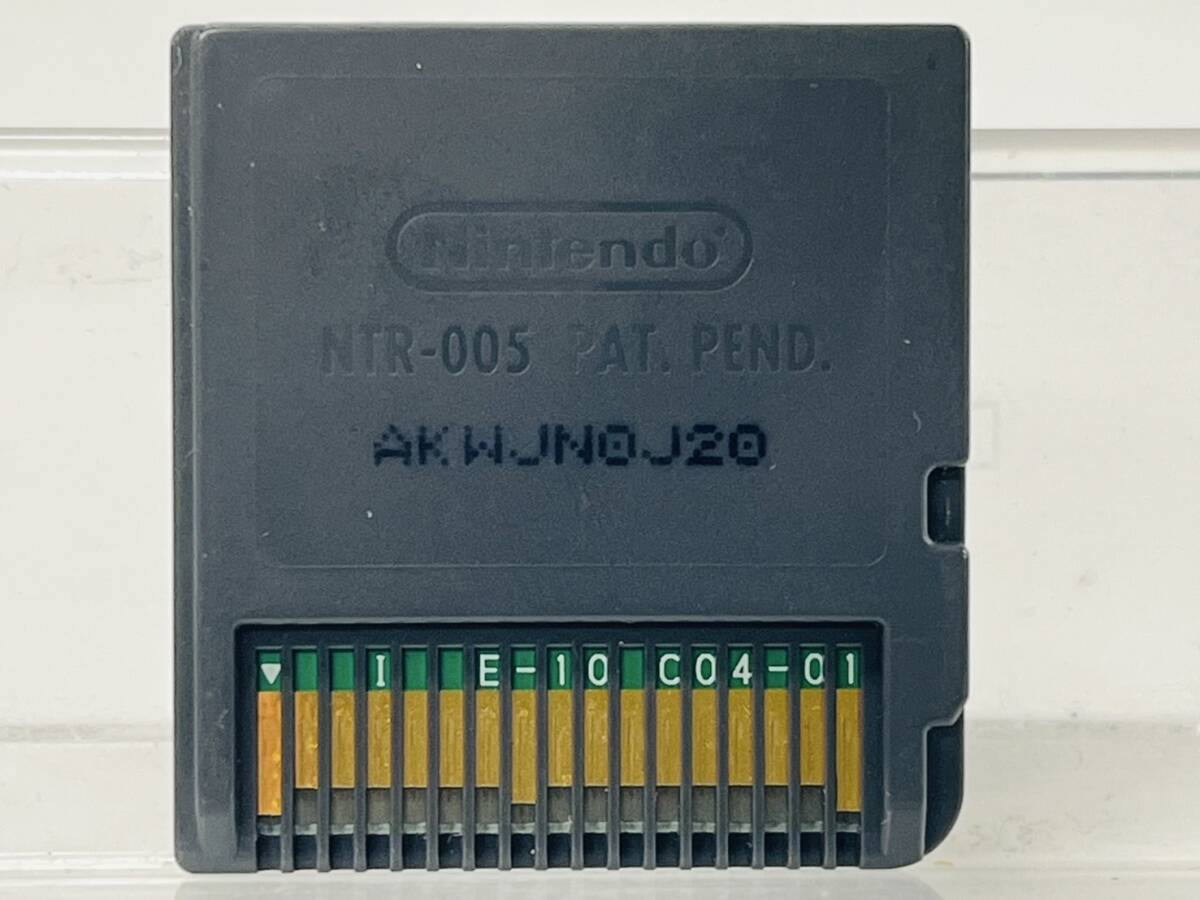 Nintendo
NTR-005 PAT. PEND.
AKWJN0J20
▼ I E-10 C04-01